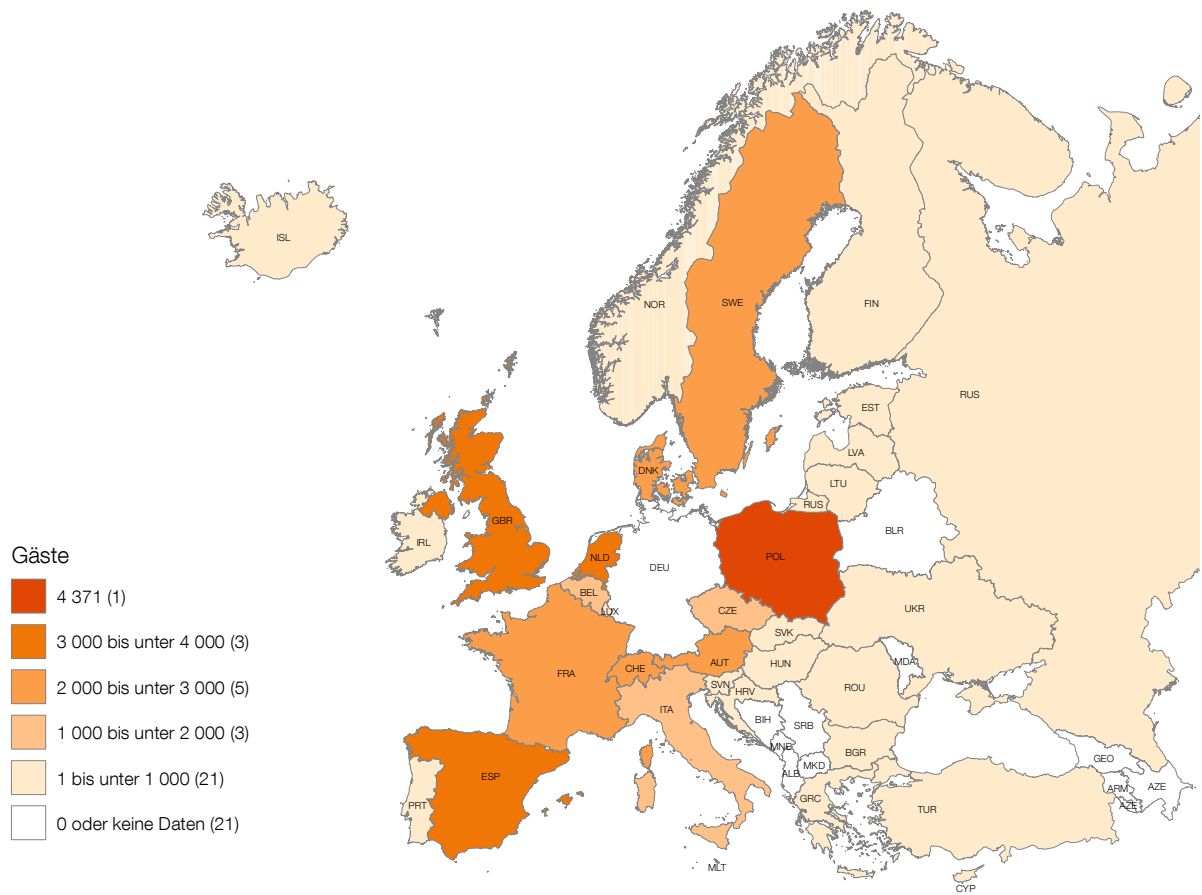 ISL
NOR
SWE
FIN
RUS
EST
LVA
DNK
LTU
RUS
GBR
IRL
BLR
NLD
POL
DEU
BEL
LUX
CZE
UKR
SVK
MDA
HUN
AUT
CHE
FRA
SVN
HRV
ROU
ITA
BIH
SRB
MNE
BGR
MKD
ALB
GEO
ESP
ARM
AZE
AZE
GRC
PRT
TUR
MLT
CYP
Gäste
4 371 (1)
3 000 bis unter 4 000 (3)
2 000 bis unter 3 000 (5)
1 000 bis unter 2 000 (3)
1 bis unter 1 000 (21)
0 oder keine Daten (21)